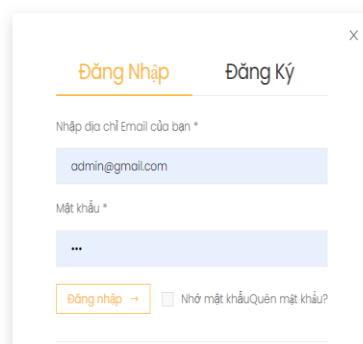 X
Đăng Nhập Đăng Ký
Nhập địa chỉ Email của bạn *
admin@gmail.com
Mật khẩu *
•••
Đăng nhập → Nhớ mật khẩuQuên mật khẩu?